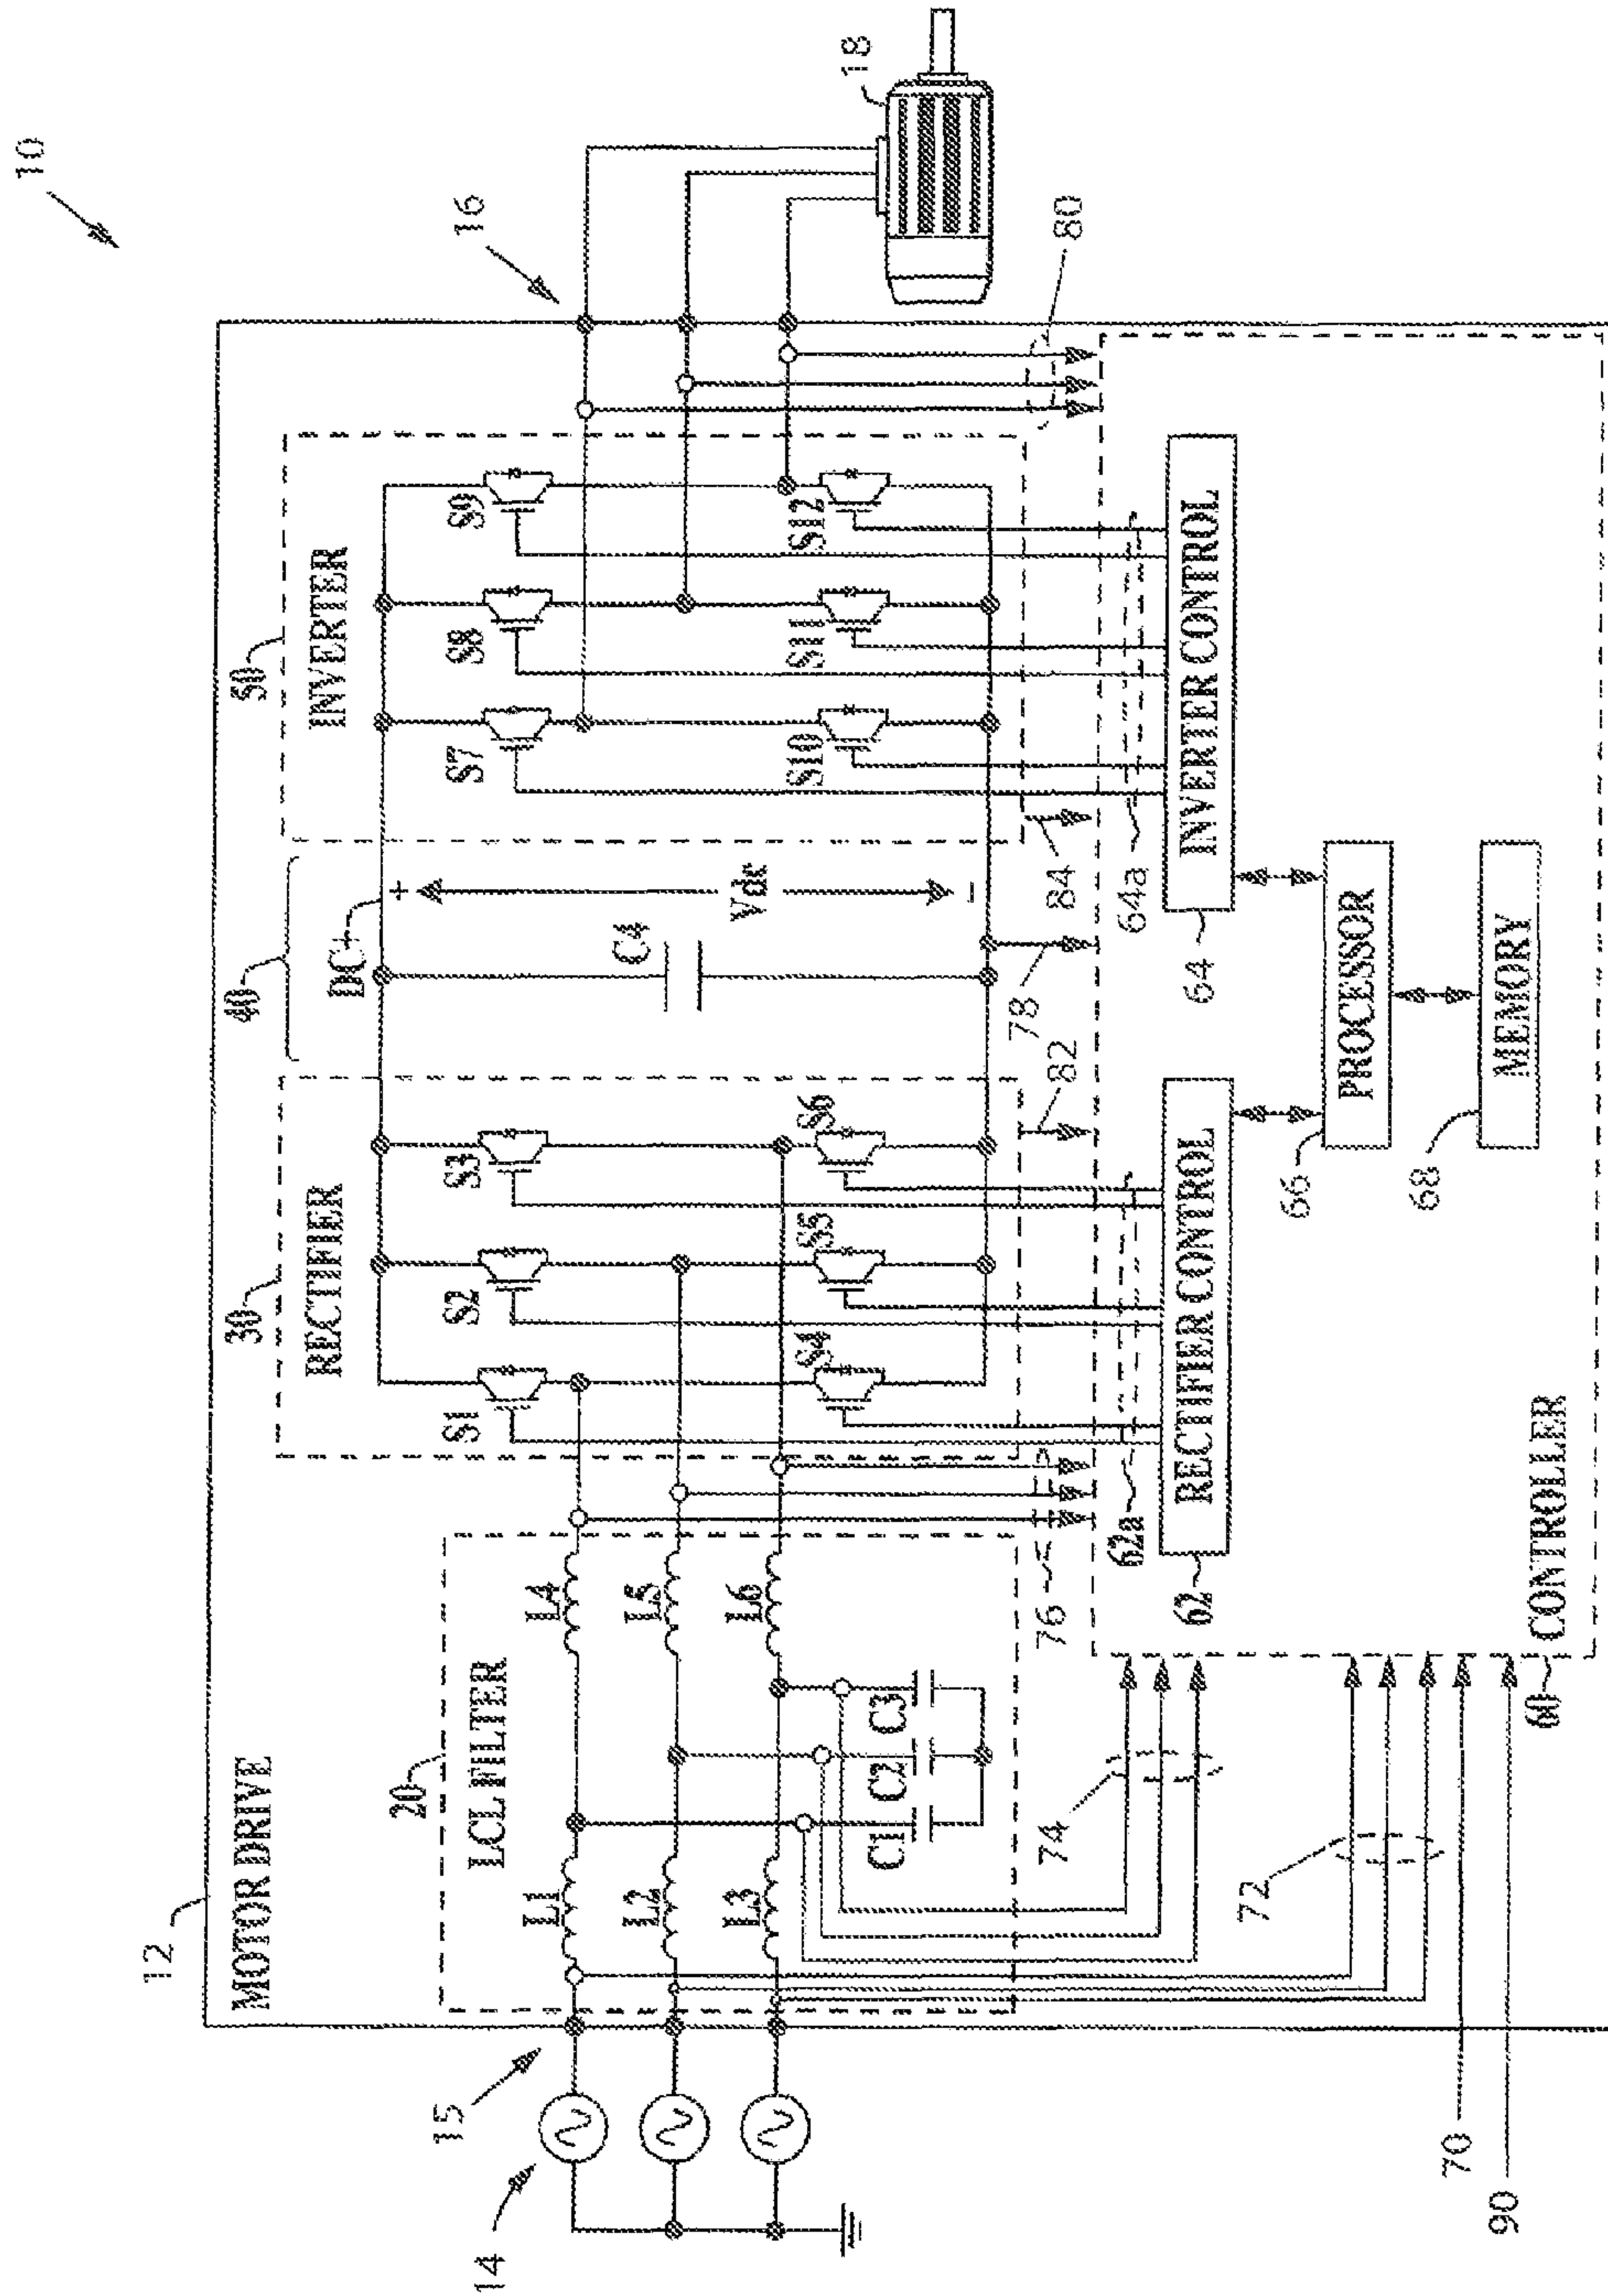 10
12
MOTOR DRIVE
40
50
30
RECTIFIER
INVERTER
DC+
20
LCL FILTER
16
S1
S2
S3
S7
S8
S9
+
C4
Vdc
-
15
14
L1
L4
L2
L5
L3
L6
S4
S5
S6
S10
S11
S12
18
C1
C2
C3
76
82
78
84
80
74
62a
64a
62
RECTIFIER CONTROL
64
INVERTER CONTROL
72
66
PROCESSOR
68
MEMORY
70
90
60
CONTROLLER